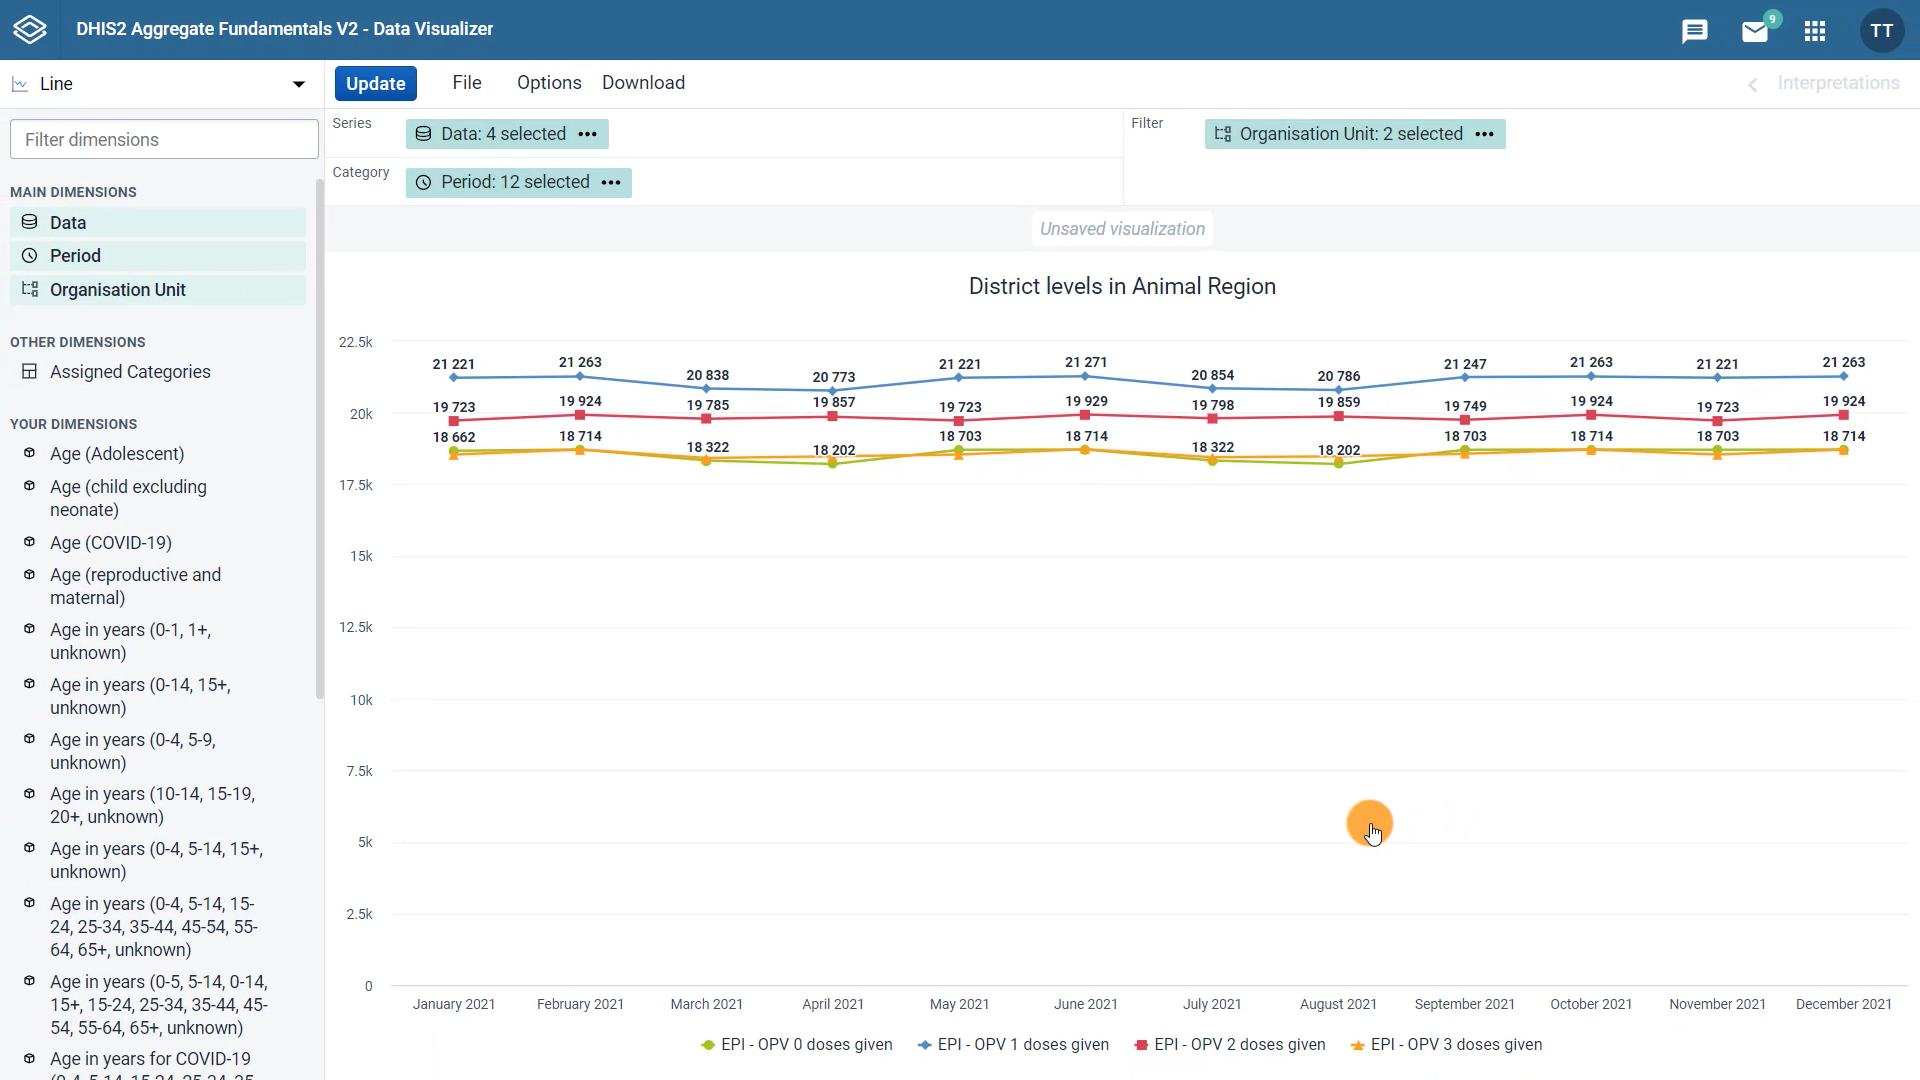 DHIS2 Aggregate Fundamentals V2 - Data Visualizer
9
TT
Line
Update
File
Options
Download
Interpretations
Filter dimensions
MAIN DIMENSIONS
Data
Period
Organisation Unit
OTHER DIMENSIONS
Assigned Categories
YOUR DIMENSIONS
Age (Adolescent)
Age (child excluding
neonate)
Age (COVID-19)
Age (reproductive and
maternal)
Age in years (0-1, 1+,
unknown)
Age in years (0-14, 15+,
unknown)
Age in years (0-4, 5-9,
unknown)
Age in years (10-14, 15-19,
20+, unknown)
Age in years (0-4, 5-14, 15+,
unknown)
Age in years (0-4, 5-14, 15-
24, 25-34, 35-44, 45-54, 55-
64, 65+, unknown)
Age in years (0-5, 5-14, 0-14,
15+, 15-24, 25-34, 35-44, 45-
54, 55-64, 65+, unknown)
Age in years for COVID-19
Series
Data: 4 selected
Filter
Organisation Unit: 2 selected
Category
Period: 12 selected
Unsaved visualization
District levels in Animal Region
22.5k
20k
17.5k
15k
12.5k
10k
7.5k
5k
2.5k
0
21 221 21 263 20 838 20 773 21 221 21 271 20 854 20 786 21 247 21 263 21 221 21 263
19 723 19 924 19 785 19 857 19 723 19 929 19 798 19 859 19 749 19 924 19 723 19 924
18 662 18 714 18 322 18 202 18 703 18 714 18 322 18 202 18 703 18 714 18 703 18 714
January 2021 February 2021 March 2021 April 2021 May 2021 June 2021 July 2021 August 2021 September 2021 October 2021 November 2021 December 2021
EPI - OPV 0 doses given EPI - OPV 1 doses given EPI - OPV 2 doses given EPI - OPV 3 doses given